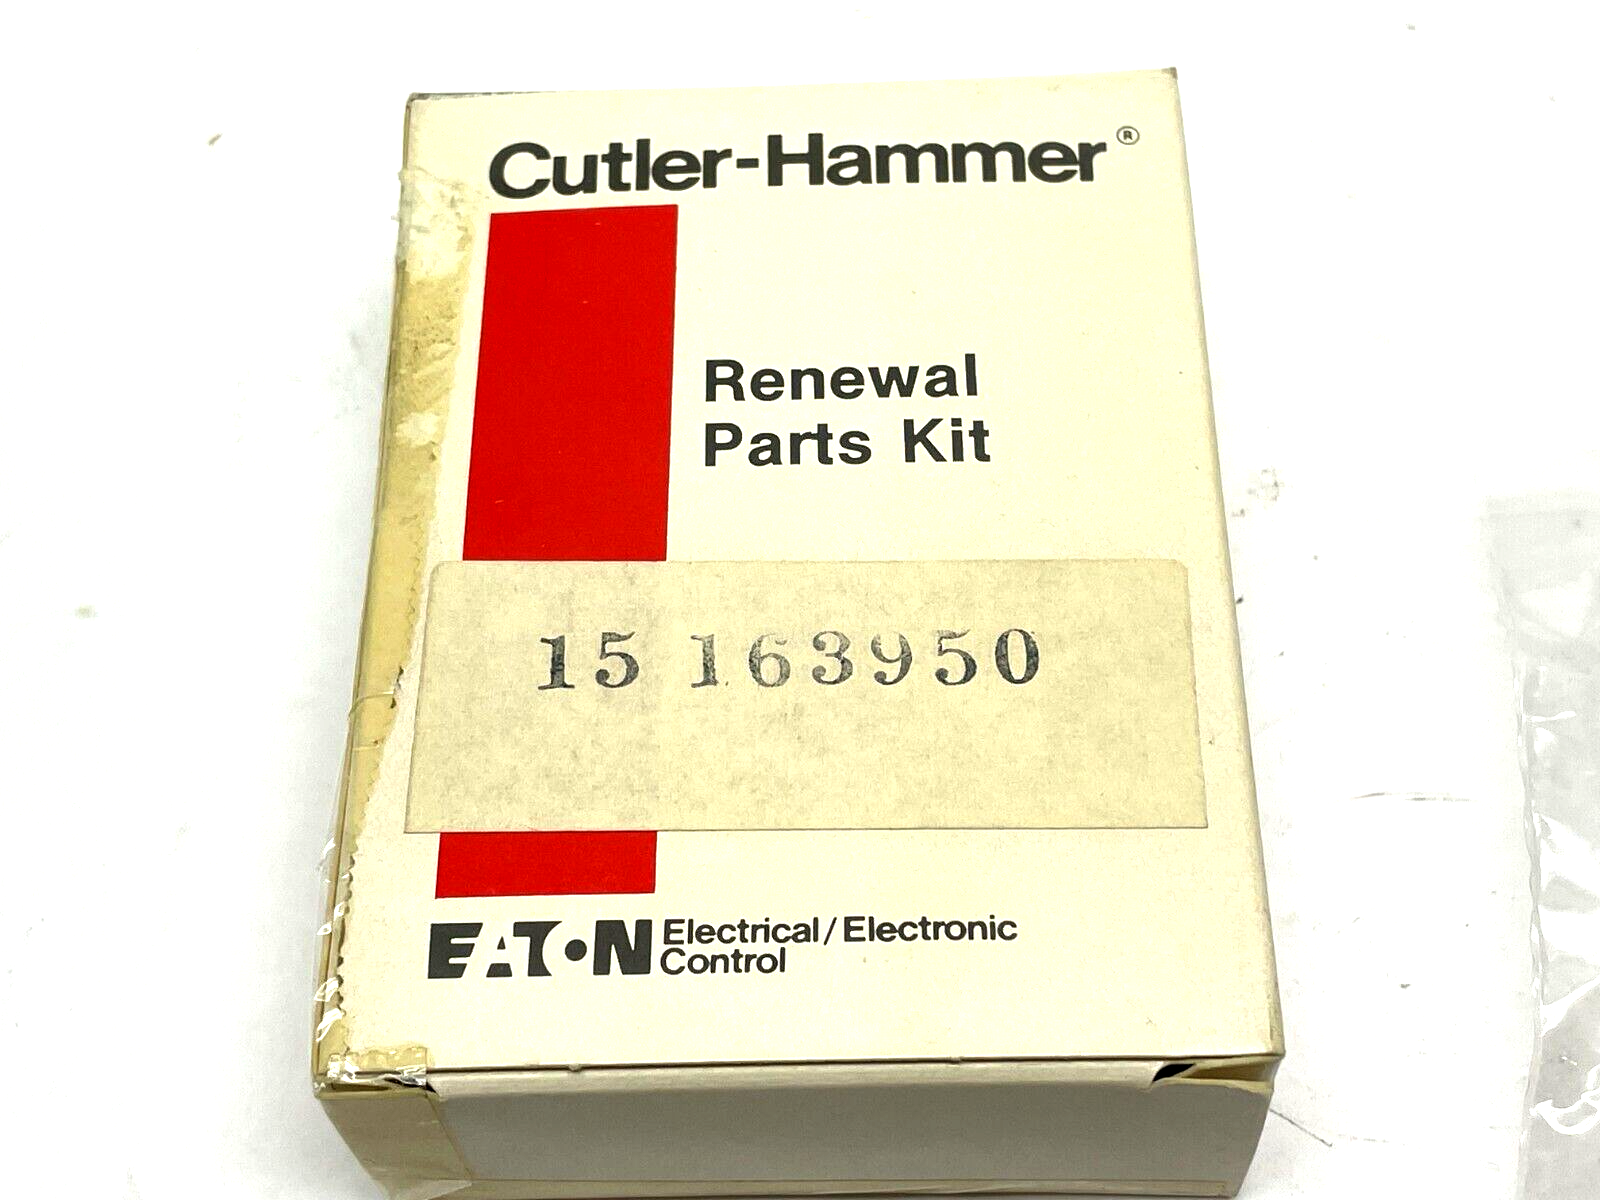 Cutler-Hammer®
Renewal
Parts Kit
15 163950
EATON Electrical/Electronic
Control